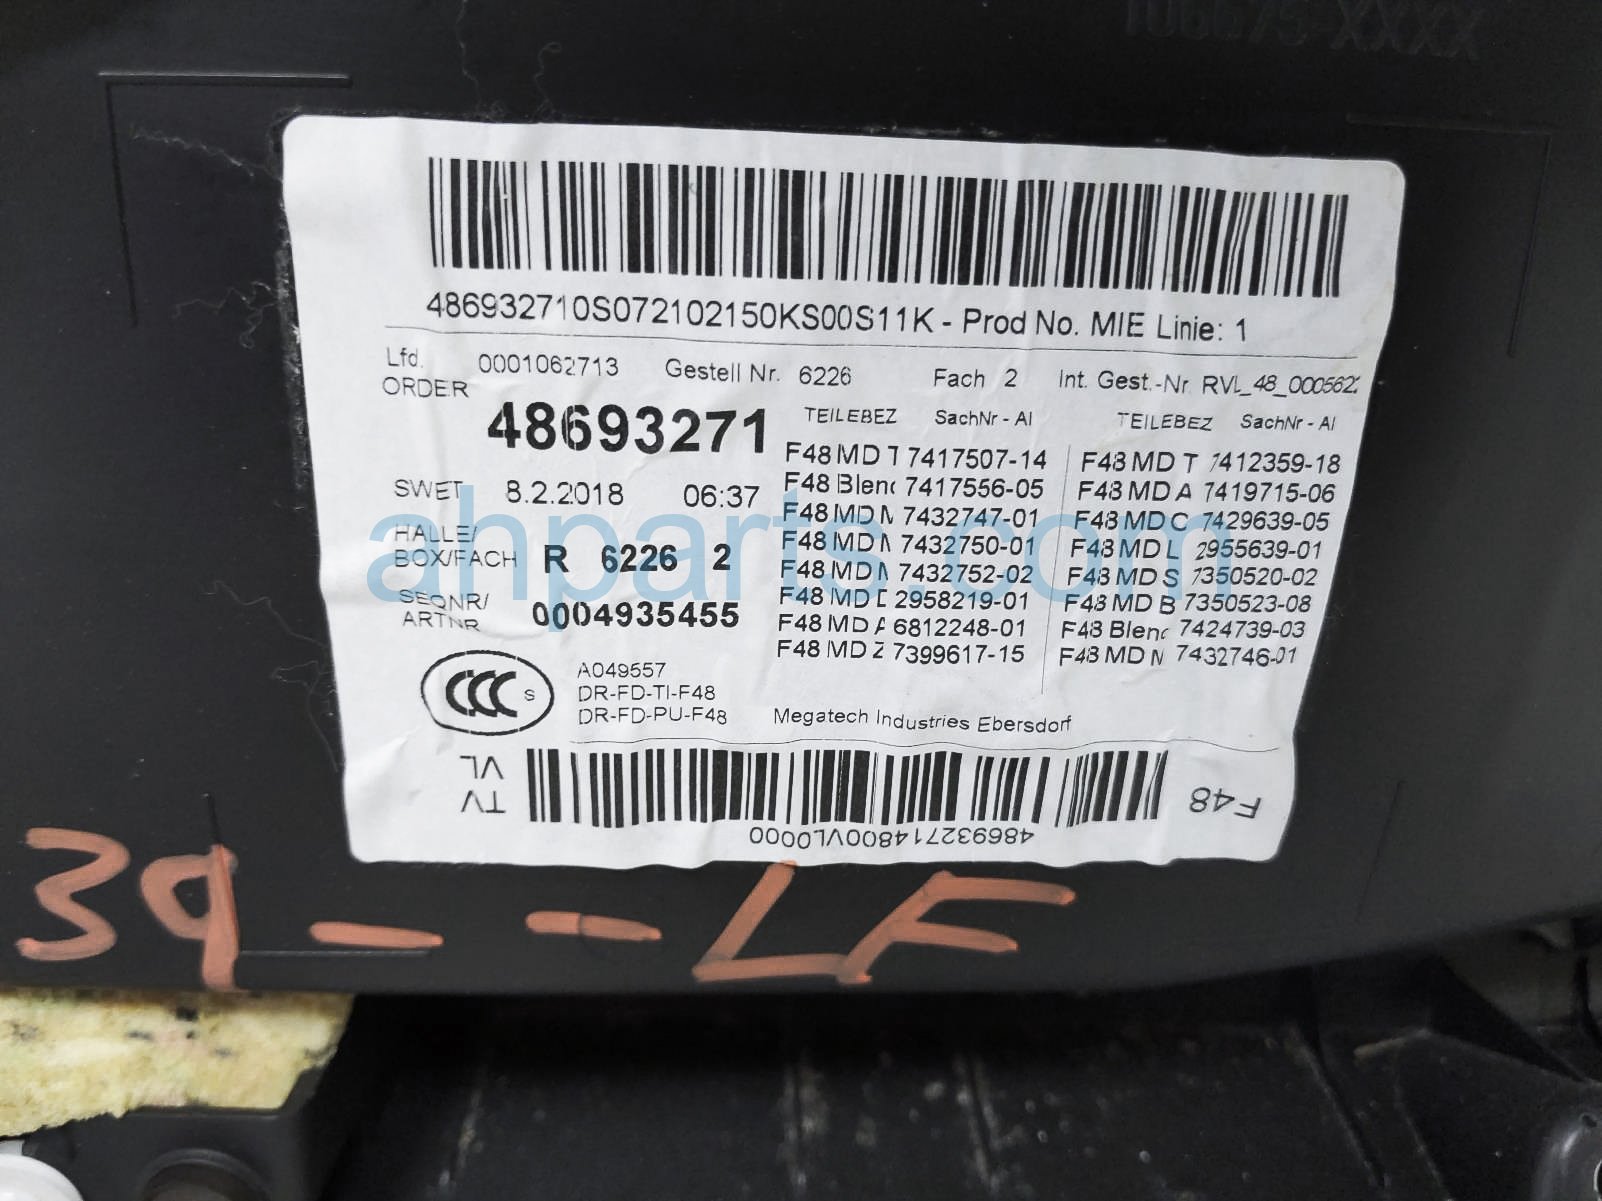 486932710S072102150KS00S11K - Prod No. MIE Linie: 1
Lfd. 0001062713 Gestell Nr. 6226 Fach 2 Int. Gest.-Nr. RVL_48_000562
ORDER
48693271
SWET 8.2.2018 06:37
HALLE/
BOX/FACH R 6226 2
SEQNR/
ARTNR 0004935455
TEILEBEZ SachNr - AI
F48 MD T 7417507-14
F48 Blenc 7417556-05
F48 MD M 7432747-01
F48 MD 7432750-01
F48 MD 7432752-02
F48 MD 2958219-01
F48 MD A 6812248-01
F48 MD Z 7399617-15
TEILEBEZ SachNr - AI
F48 MD T 7412359-18
F48 MD A 7419715-06
F48 MD C 7429639-05
F48 MD L 2955639-01
F48 MD S 7350520-02
F48 MD B 7350523-08
F48 Blenc 7424739-03
F48 MD N 7432746-01
CCC S
A049557
DR-FD-TI-F48
DR-FD-PU-F48
Megatech Industries Ebersdorf
TV
VL
F48
486932714800VL0000
39 - - LF
ahparts.com